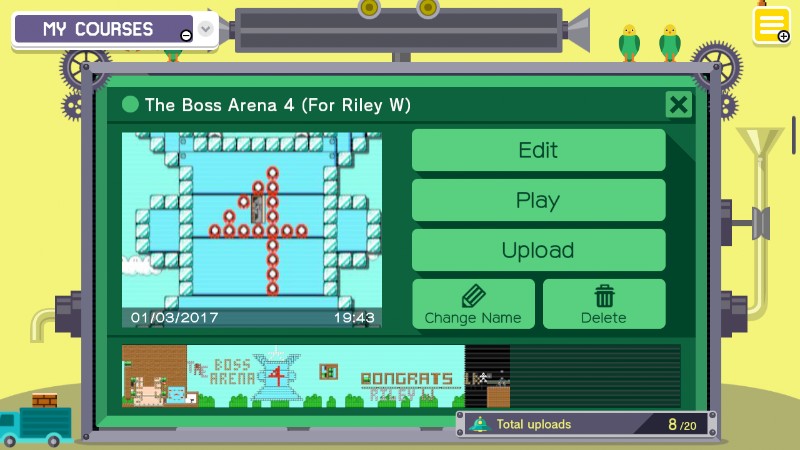 MY COURSES
The Boss Arena 4 (For Riley W)
Edit
Play
Upload
Change Name
Delete
4
01/03/2017 19:43
THE BOSS
ARENA
4
CONGRATS
RILEY W
Total uploads 8 /20